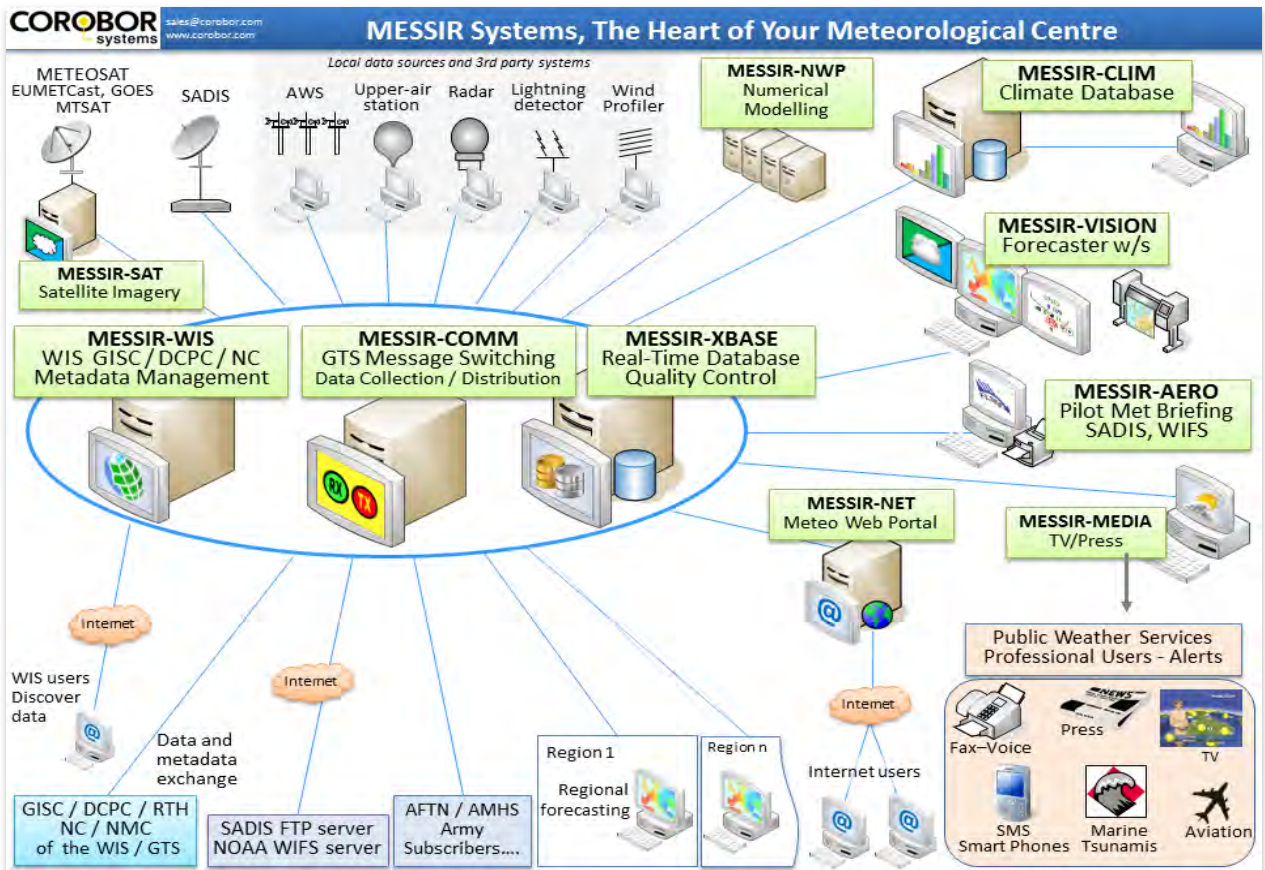 COROBOR
systems
sales@corobor.com
www.corobor.com
MESSIR Systems, The Heart of Your Meteorological Centre
METEOSAT
EUMETCast, GOES
MTSAT
SADIS
Local data sources and 3rd party systems
AWS
Upper-air
station
Radar
Lightning
detector
Wind
Profiler
MESSIR-NWP
Numerical
Modelling
MESSIR-CLIM
Climate Database
MESSIR-VISION
Forecaster w/s
MESSIR-SAT
Satellite Imagery
MESSIR-WIS
WIS GISC / DCPC / NC
Metadata Management
MESSIR-COMM
GTS Message Switching
Data Collection / Distribution
MESSIR-XBASE
Real-Time Database
Quality Control
RX
TX
MESSIR-AERO
Pilot Met Briefing
SADIS, WIFS
MESSIR-NET
Meteo Web Portal
@
MESSIR-MEDIA
TV/Press
Internet
WIS users
Discover
data
@
Internet
Data and
metadata
exchange
GISC / DCPC / RTH
NC / NMC
of the WIS / GTS
SADIS FTP server
NOAA WIFS server
AFTN / AMHS
Army
Subscribers....
Region 1
Regional
forecasting
Region n
Internet
Internet users
@
@
Public Weather Services
Professional Users - Alerts
Fax–Voice
NEWS
Press
TV
SMS
Smart Phones
Marine
Tsunamis
Aviation